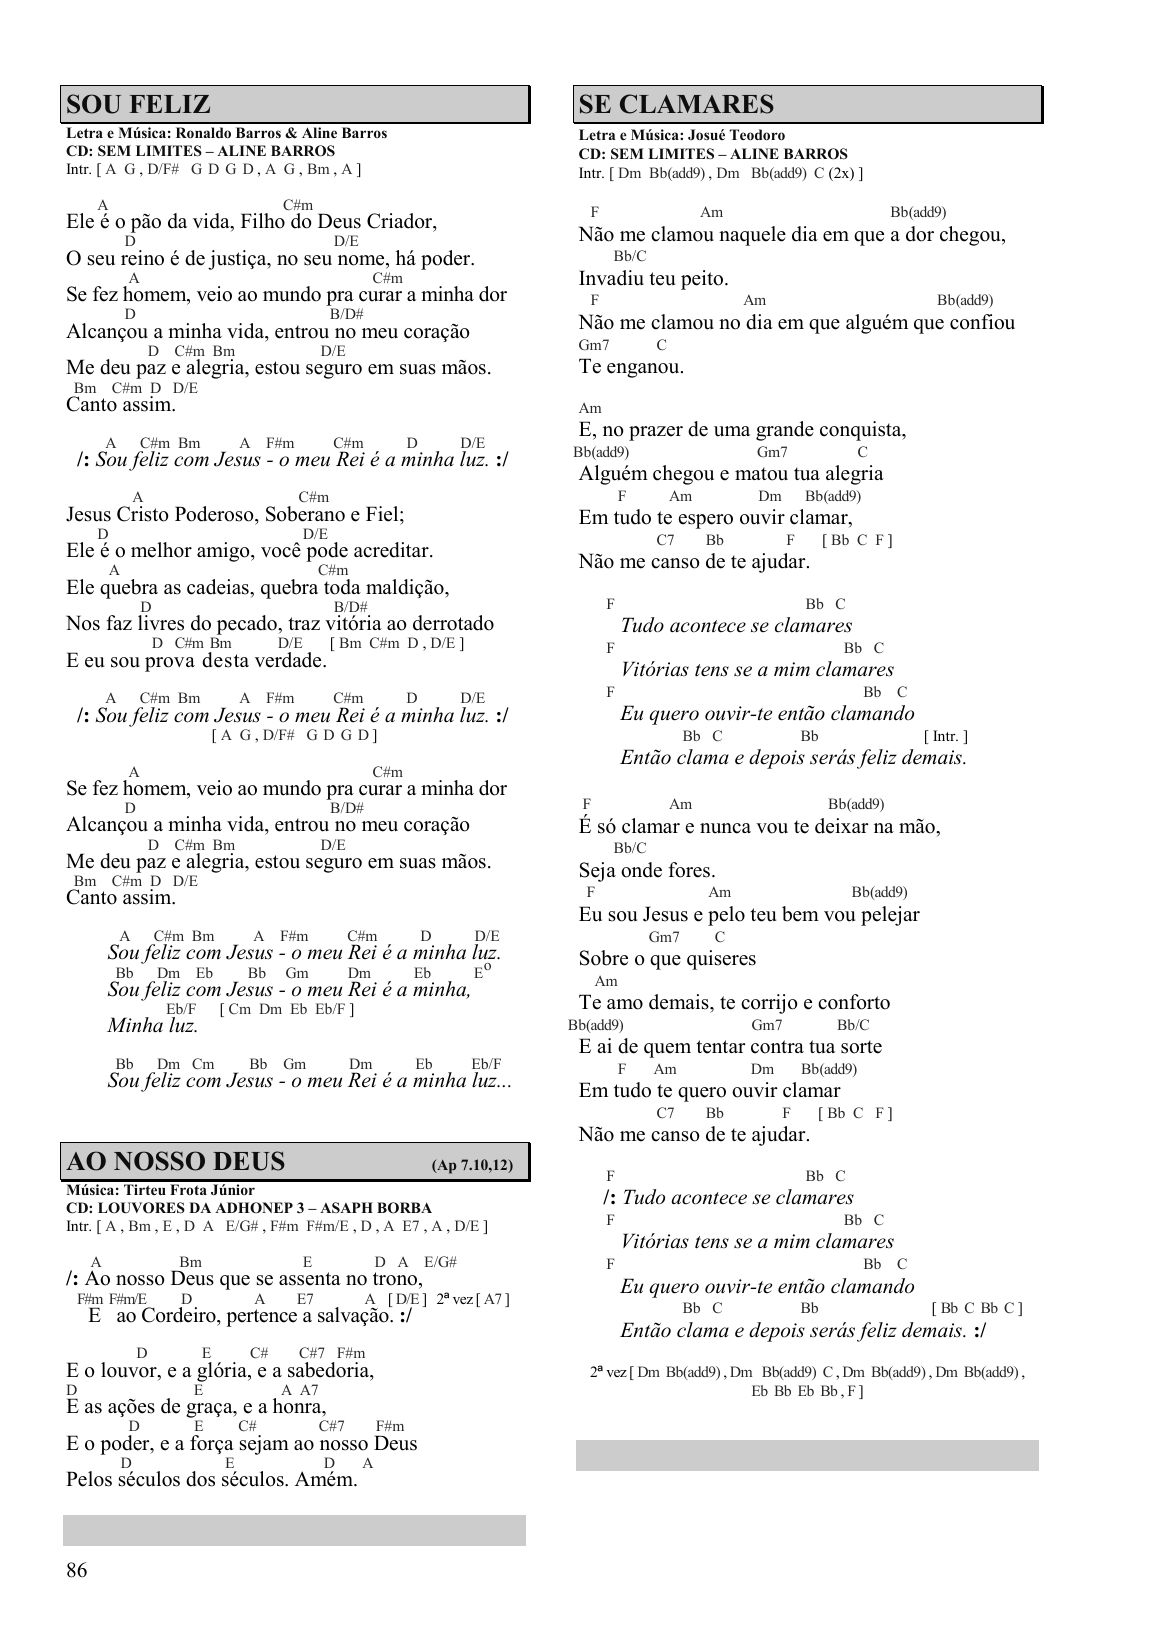 SOU FELIZ
Letra e Música: Ronaldo Barros & Aline Barros
CD: SEM LIMITES – ALINE BARROS
Intr. [ A G , D/F# G D G D , A G , Bm , A ]
A C#m
Ele é o pão da vida, Filho do Deus Criador,
D D/E
O seu reino é de justiça, no seu nome, há poder.
A C#m
Se fez homem, veio ao mundo pra curar a minha dor
D B/D#
Alcançou a minha vida, entrou no meu coração
D C#m Bm D/E
Me deu paz e alegria, estou seguro em suas mãos.
Bm C#m D D/E
Canto assim.
A C#m Bm A F#m C#m D D/E
/: Sou feliz com Jesus - o meu Rei é a minha luz. :/
A C#m
Jesus Cristo Poderoso, Soberano e Fiel;
D D/E
Ele é o melhor amigo, você pode acreditar.
A C#m
Ele quebra as cadeias, quebra toda maldição,
D B/D#
Nos faz livres do pecado, traz vitória ao derrotado
D C#m Bm D/E [ Bm C#m D , D/E ]
E eu sou prova desta verdade.
A C#m Bm A F#m C#m D D/E
/: Sou feliz com Jesus - o meu Rei é a minha luz. :/
[ A G , D/F# G D G D ]
A C#m
Se fez homem, veio ao mundo pra curar a minha dor
D B/D#
Alcançou a minha vida, entrou no meu coração
D C#m Bm D/E
Me deu paz e alegria, estou seguro em suas mãos.
Bm C#m D D/E
Canto assim.
A C#m Bm A F#m C#m D D/E
Sou feliz com Jesus - o meu Rei é a minha luz.
Bb Dm Eb Bb Gm Dm Eb Eº
Sou feliz com Jesus - o meu Rei é a minha,
Eb/F [ Cm Dm Eb Eb/F ]
Minha luz.
Bb Dm Cm Bb Gm Dm Eb Eb/F
Sou feliz com Jesus - o meu Rei é a minha luz...
AO NOSSO DEUS (Ap 7.10,12)
Música: Tirteu Frota Júnior
CD: LOUVORES DA ADHONEP 3 – ASAPH BORBA
Intr. [ A , Bm , E , D A E/G# , F#m F#m/E , D , A E7 , A , D/E ]
A Bm E D A E/G#
/: Ao nosso Deus que se assenta no trono,
F#m F#m/E D A E7 A [ D/E ] 2ª vez [ A7 ]
E ao Cordeiro, pertence a salvação. :/
D E C# C#7 F#m
E o louvor, e a glória, e a sabedoria,
D E A A7
E as ações de graça, e a honra,
D E C# C#7 F#m
E o poder, e a força sejam ao nosso Deus
D E D A
Pelos séculos dos séculos. Amém.
86
SE CLAMARES
Letra e Música: Josué Teodoro
CD: SEM LIMITES – ALINE BARROS
Intr. [ Dm Bb(add9) , Dm Bb(add9) C (2x) ]
F Am Bb(add9)
Não me clamou naquele dia em que a dor chegou,
Bb/C
Invadiu teu peito.
F Am Bb(add9)
Não me clamou no dia em que alguém que confiou
Gm7 C
Te enganou.
Am
E, no prazer de uma grande conquista,
Bb(add9) Gm7 C
Alguém chegou e matou tua alegria
F Am Dm Bb(add9)
Em tudo te espero ouvir clamar,
C7 Bb F [ Bb C F ]
Não me canso de te ajudar.
F Bb C
Tudo acontece se clamares
F Bb C
Vitórias tens se a mim clamares
F Bb C
Eu quero ouvir-te então clamando
Bb C Bb [ Intr. ]
Então clama e depois serás feliz demais.
F Am Bb(add9)
É só clamar e nunca vou te deixar na mão,
Bb/C
Seja onde fores.
F Am Bb(add9)
Eu sou Jesus e pelo teu bem vou pelejar
Gm7 C
Sobre o que quiseres
Am
Te amo demais, te corrijo e conforto
Bb(add9) Gm7 Bb/C
E ai de quem tentar contra tua sorte
F Am Dm Bb(add9)
Em tudo te quero ouvir clamar
C7 Bb F [ Bb C F ]
Não me canso de te ajudar.
F Bb C
/: Tudo acontece se clamares
F Bb C
Vitórias tens se a mim clamares
F Bb C
Eu quero ouvir-te então clamando
Bb C Bb [ Bb C Bb C ]
Então clama e depois serás feliz demais. :/
2ª vez [ Dm Bb(add9) , Dm Bb(add9) C , Dm Bb(add9) , Dm Bb(add9) ,
Eb Bb Eb Bb , F ]